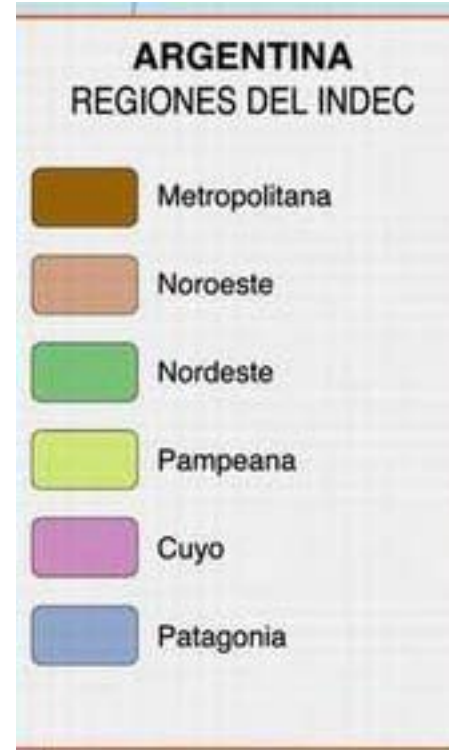 ARGENTINA
REGIONES DEL INDEC
Metropolitana
Noroeste
Nordeste
Pampeana
Cuyo
Patagonia